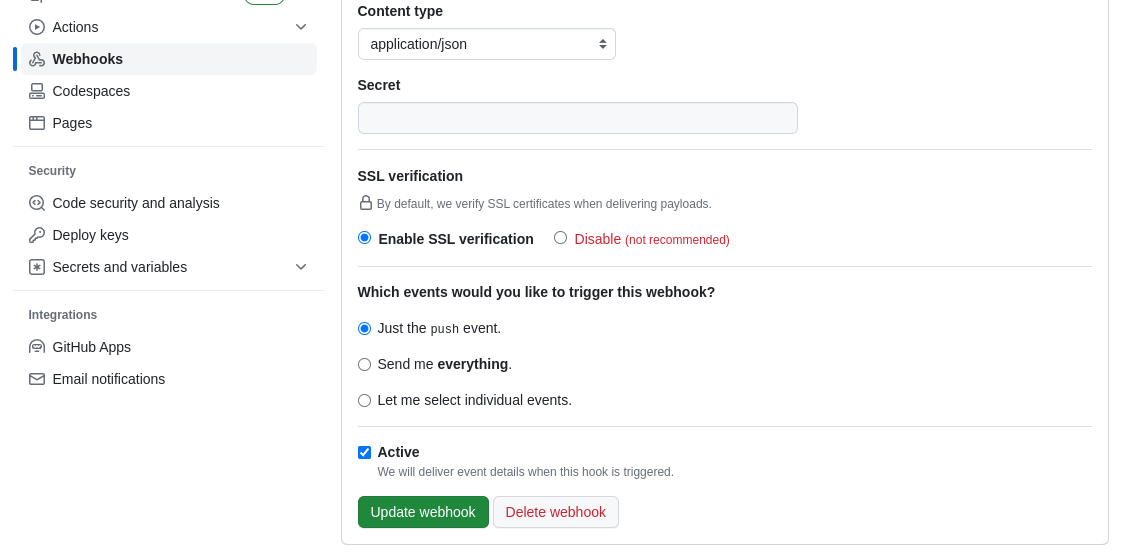 Actions
Webhooks
Codespaces
Pages
Security
Code security and analysis
Deploy keys
Secrets and variables
Integrations
GitHub Apps
Email notifications
Content type
application/json
Secret
SSL verification
By default, we verify SSL certificates when delivering payloads.
Enable SSL verification Disable (not recommended)
Which events would you like to trigger this webhook?
Just the push event.
Send me everything.
Let me select individual events.
Active
We will deliver event details when this hook is triggered.
Update webhook Delete webhook